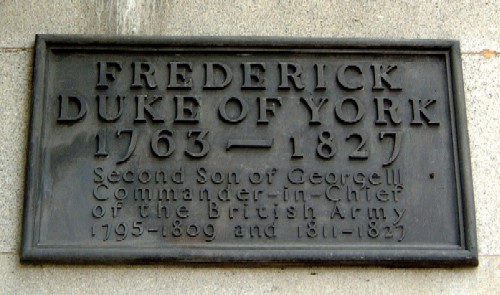 FREDERICK
DUKE OF YORK
1763 — 1827
Second Son of George III
Commander-in-Chief
of the British Army
1795-1809 and 1811-1827